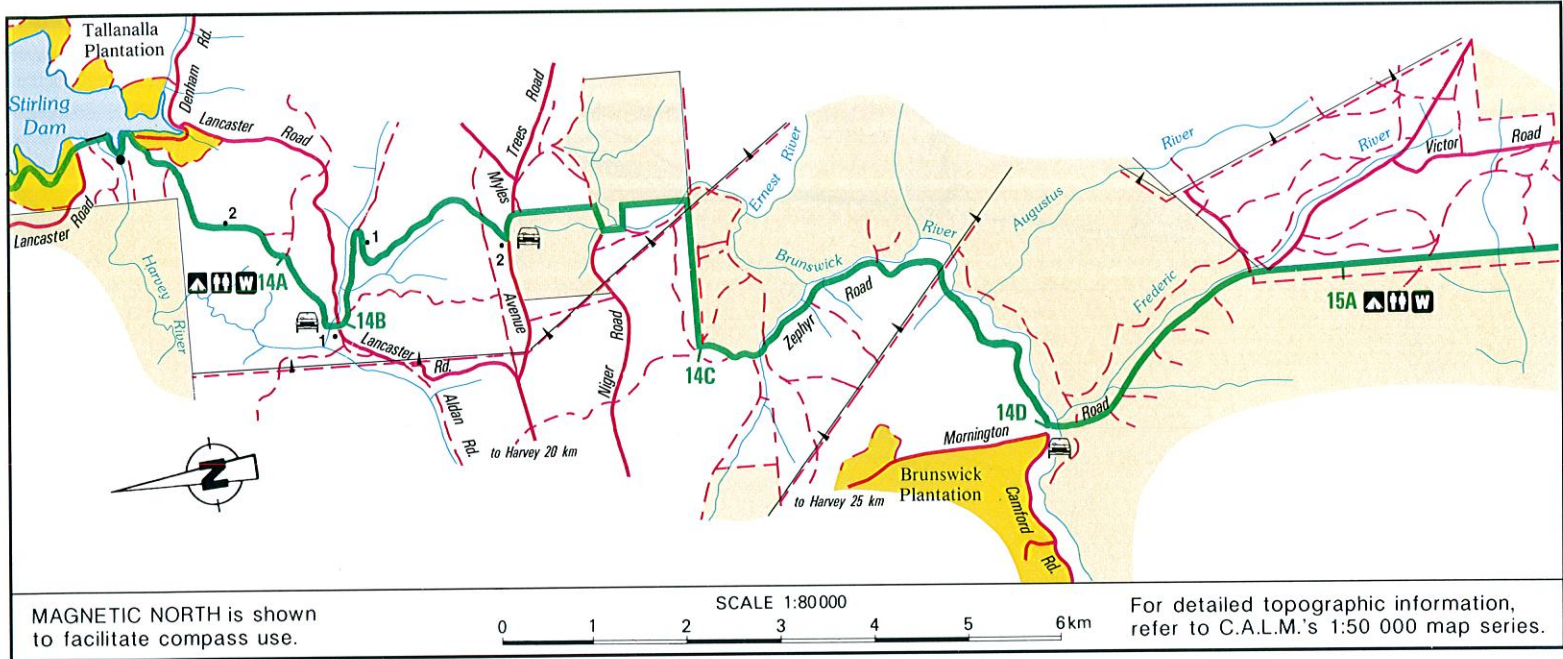 Tallanalla
Plantation
Denham Rd.
Stirling
Dam
Lancaster Road
Lancaster Road
Harvey River
2
W 14A
1
14B
1
Lancaster Rd.
Aldan Rd.
Myles Avenue
Trees Road
2
Niger Road
to Harvey 20 km
14C
Ernest River
Brunswick River
Zephyr Road
Augustus River
Frederic River
Victor Road
15A W
14D
Road
Mornington
Brunswick
Plantation
to Harvey 25 km
Camford Rd.
N
MAGNETIC NORTH is shown
to facilitate compass use.
SCALE 1:80 000
0 1 2 3 4 5 6 km
For detailed topographic information,
refer to C.A.L.M.'s 1:50 000 map series.